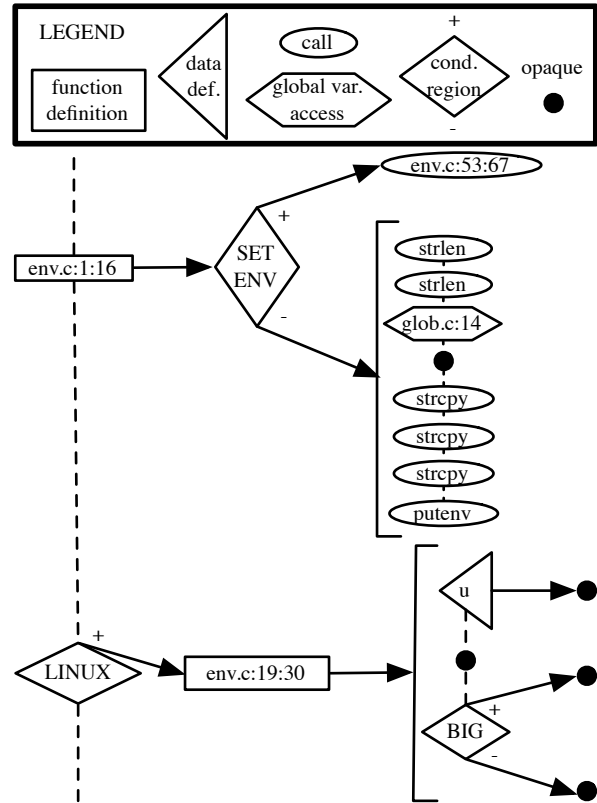 LEGEND
function
definition
data
def.
call
global var.
access
+
cond.
region
-
opaque
env.c:53:67
+
SET
ENV
-
env.c:1:16
strlen
strlen
glob.c:14
strcpy
strcpy
strcpy
putenv
u
+
LINUX
env.c:19:30
+
BIG
-